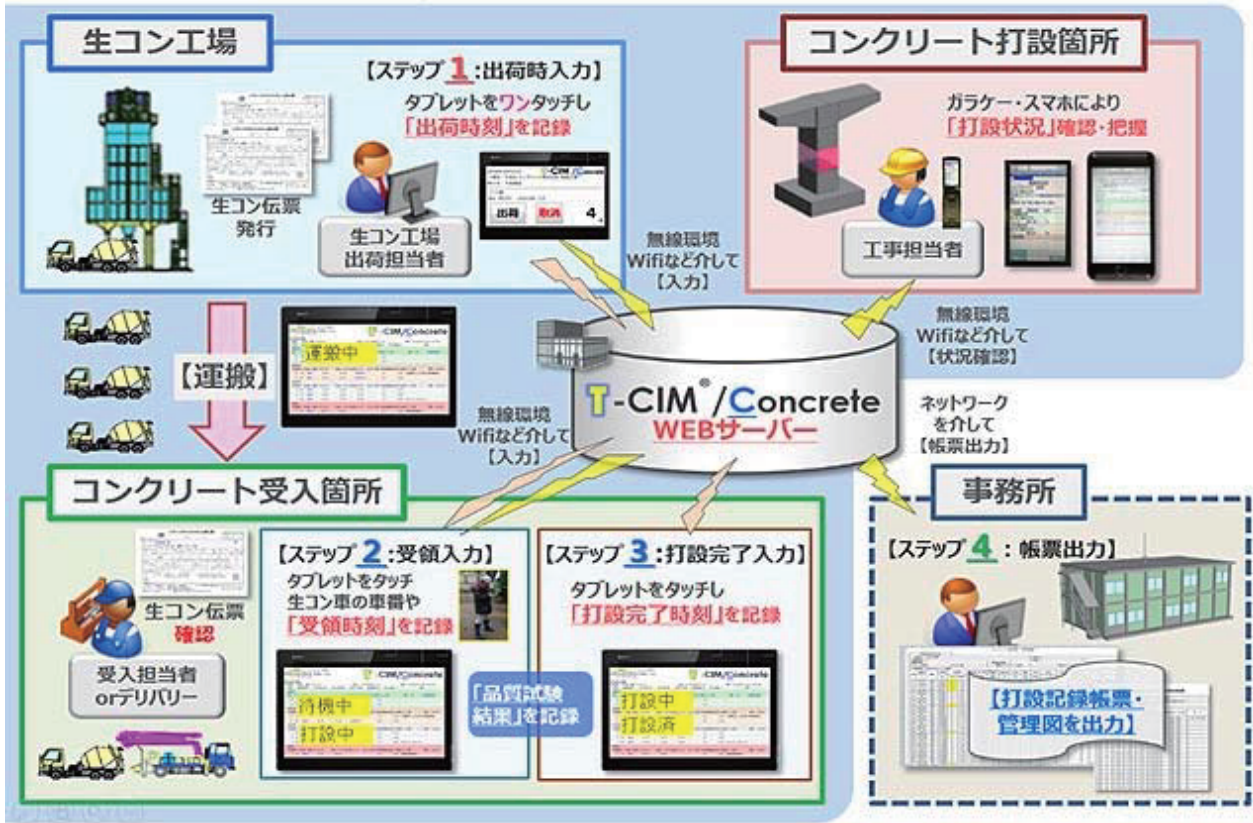 生コン工場
【ステップ 1 :出荷時入力】
タブレットをワンタッチし
「出荷時刻」を記録
生コン伝票
発行
生コン工場
出荷担当者
T-CIM/Concrete
出荷
取消
4
無線環境
Wifiなど介して
【入力】
コンクリート打設箇所
ガラケー・スマホにより
「打設状況」確認・把握
工事担当者
無線環境
Wifiなど介して
【状況確認】
【運搬】
T-CIM/Concrete
運搬中
無線環境
Wifiなど介して
【入力】
T-CIM®/Concrete
WEBサーバー
ネットワーク
を介して
【帳票出力】
コンクリート受入箇所
生コン伝票
確認
受入担当者
orデリバリー
【ステップ 2 :受領入力】
タブレットをタッチ
生コン車の車番や
「受領時刻」を記録
T-CIM/Concrete
待機中
打設中
「品質試験
結果」を記録
【ステップ 3 :打設完了入力】
タブレットをタッチし
「打設完了時刻」を記録
T-CIM/Concrete
打設中
打設済
事務所
【ステップ 4 : 帳票出力】
【打設記録帳票・
管理図を出力】